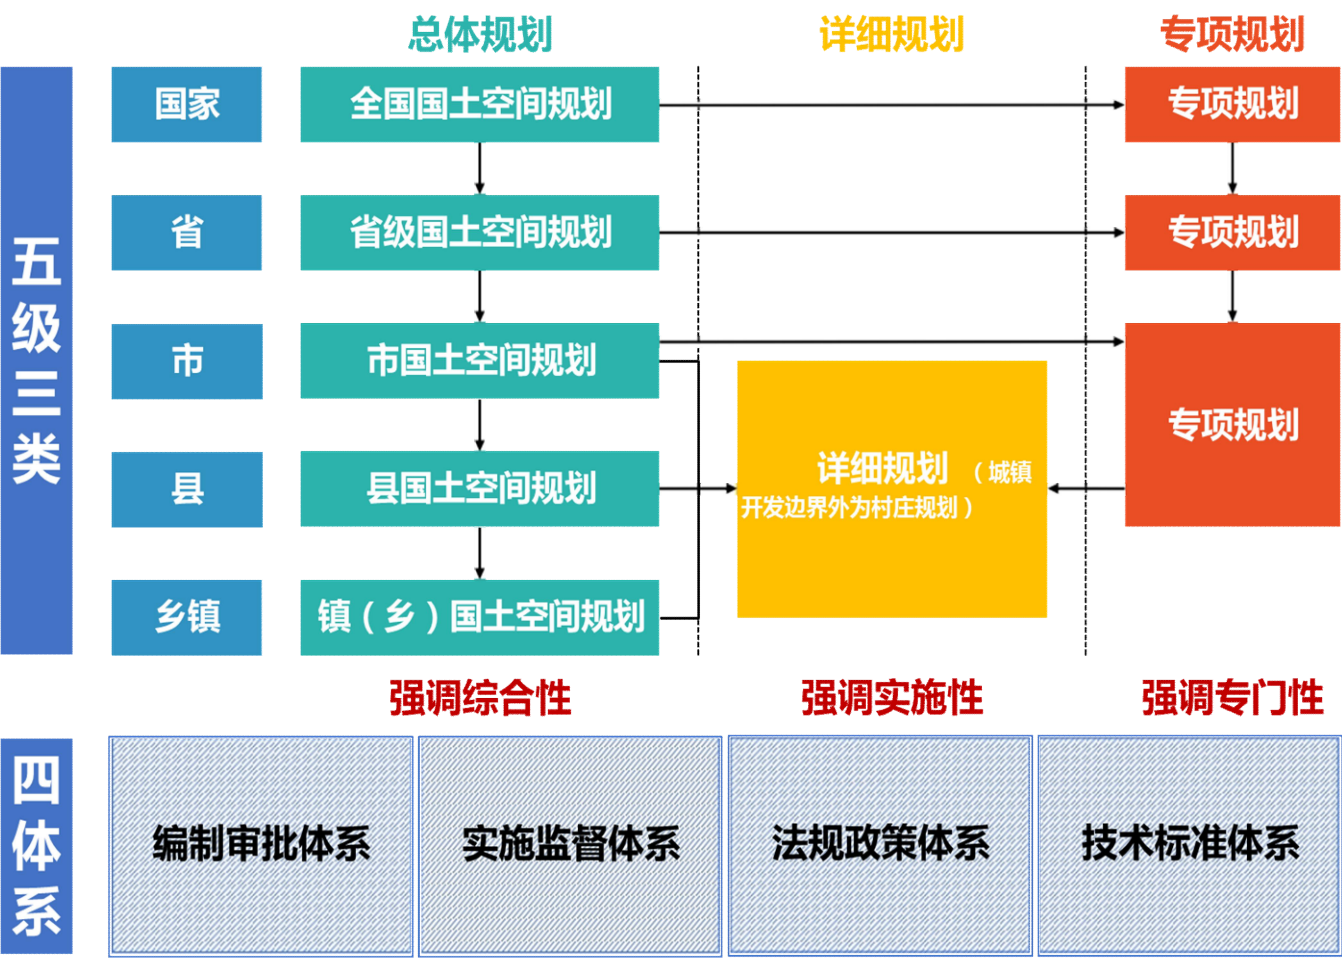 总体规划 详细规划 专项规划
五级三类
国家 全国国土空间规划 专项规划
省 省级国土空间规划 专项规划
市 市国土空间规划
专项规划
县 县国土空间规划
详细规划（城镇
开发边界外为村庄规划）
乡镇 镇（乡）国土空间规划
强调综合性 强调实施性 强调专门性
四体系
编制审批体系 实施监督体系 法规政策体系 技术标准体系